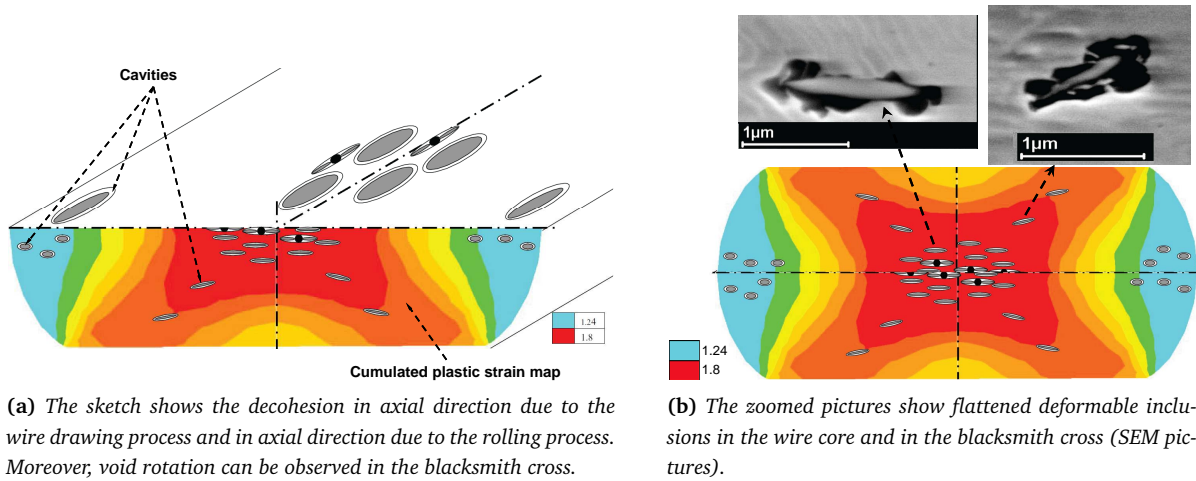 Cavities
1.24
1.8
Cumulated plastic strain map
(a) The sketch shows the decohesion in axial direction due to the
wire drawing process and in axial direction due to the rolling process.
Moreover, void rotation can be observed in the blacksmith cross.
1µm
1µm
1.24
1.8
(b) The zoomed pictures show flattened deformable inclu-
sions in the wire core and in the blacksmith cross (SEM pic-
tures).